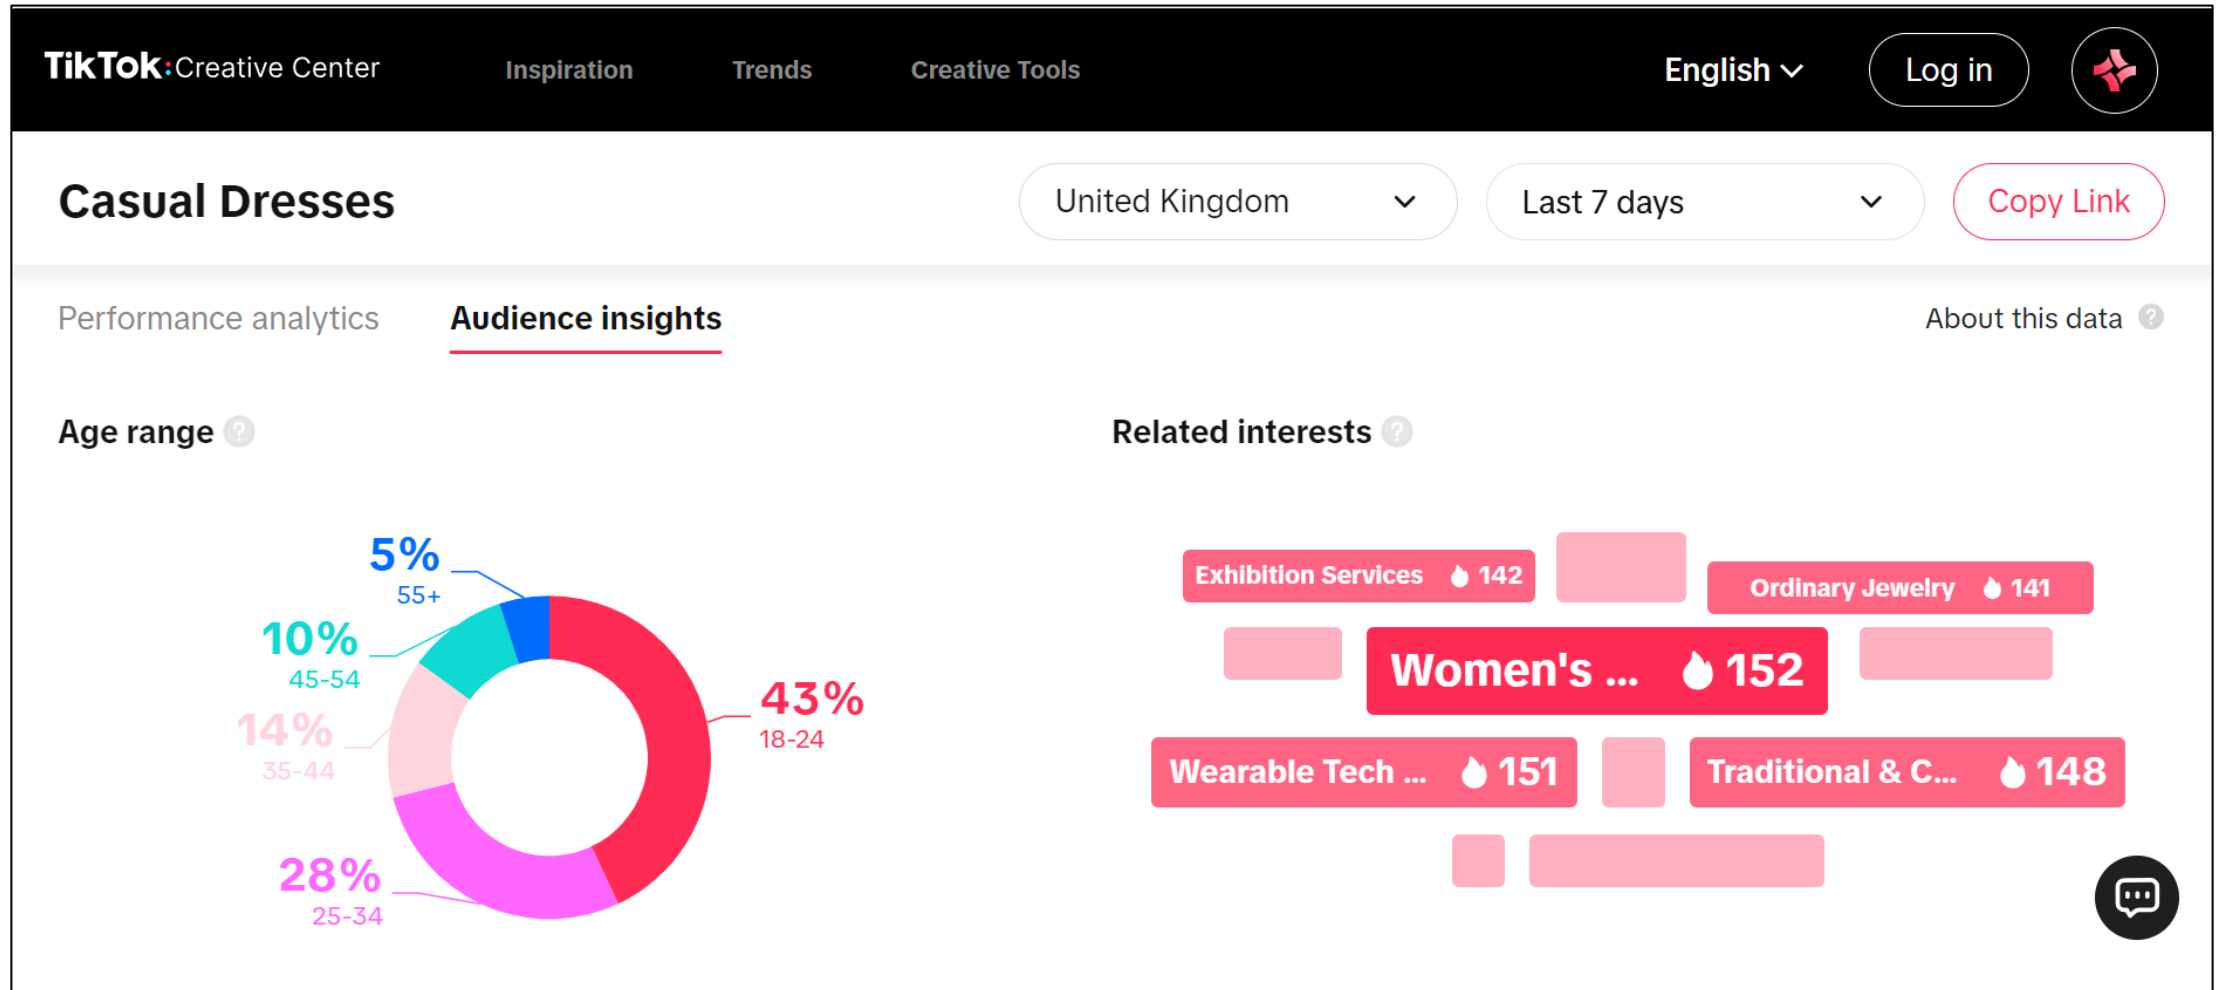 TikTok:Creative Center Inspiration Trends Creative Tools English Log in
Casual Dresses United Kingdom Last 7 days Copy Link
Performance analytics Audience insights About this data ?
Age range ?
5%
55+
10%
45-54
14%
35-44
28%
25-34
43%
18-24
Related interests ?
Exhibition Services 142
Ordinary Jewelry 141
Women's ... 152
Wearable Tech ... 151
Traditional & C... 148